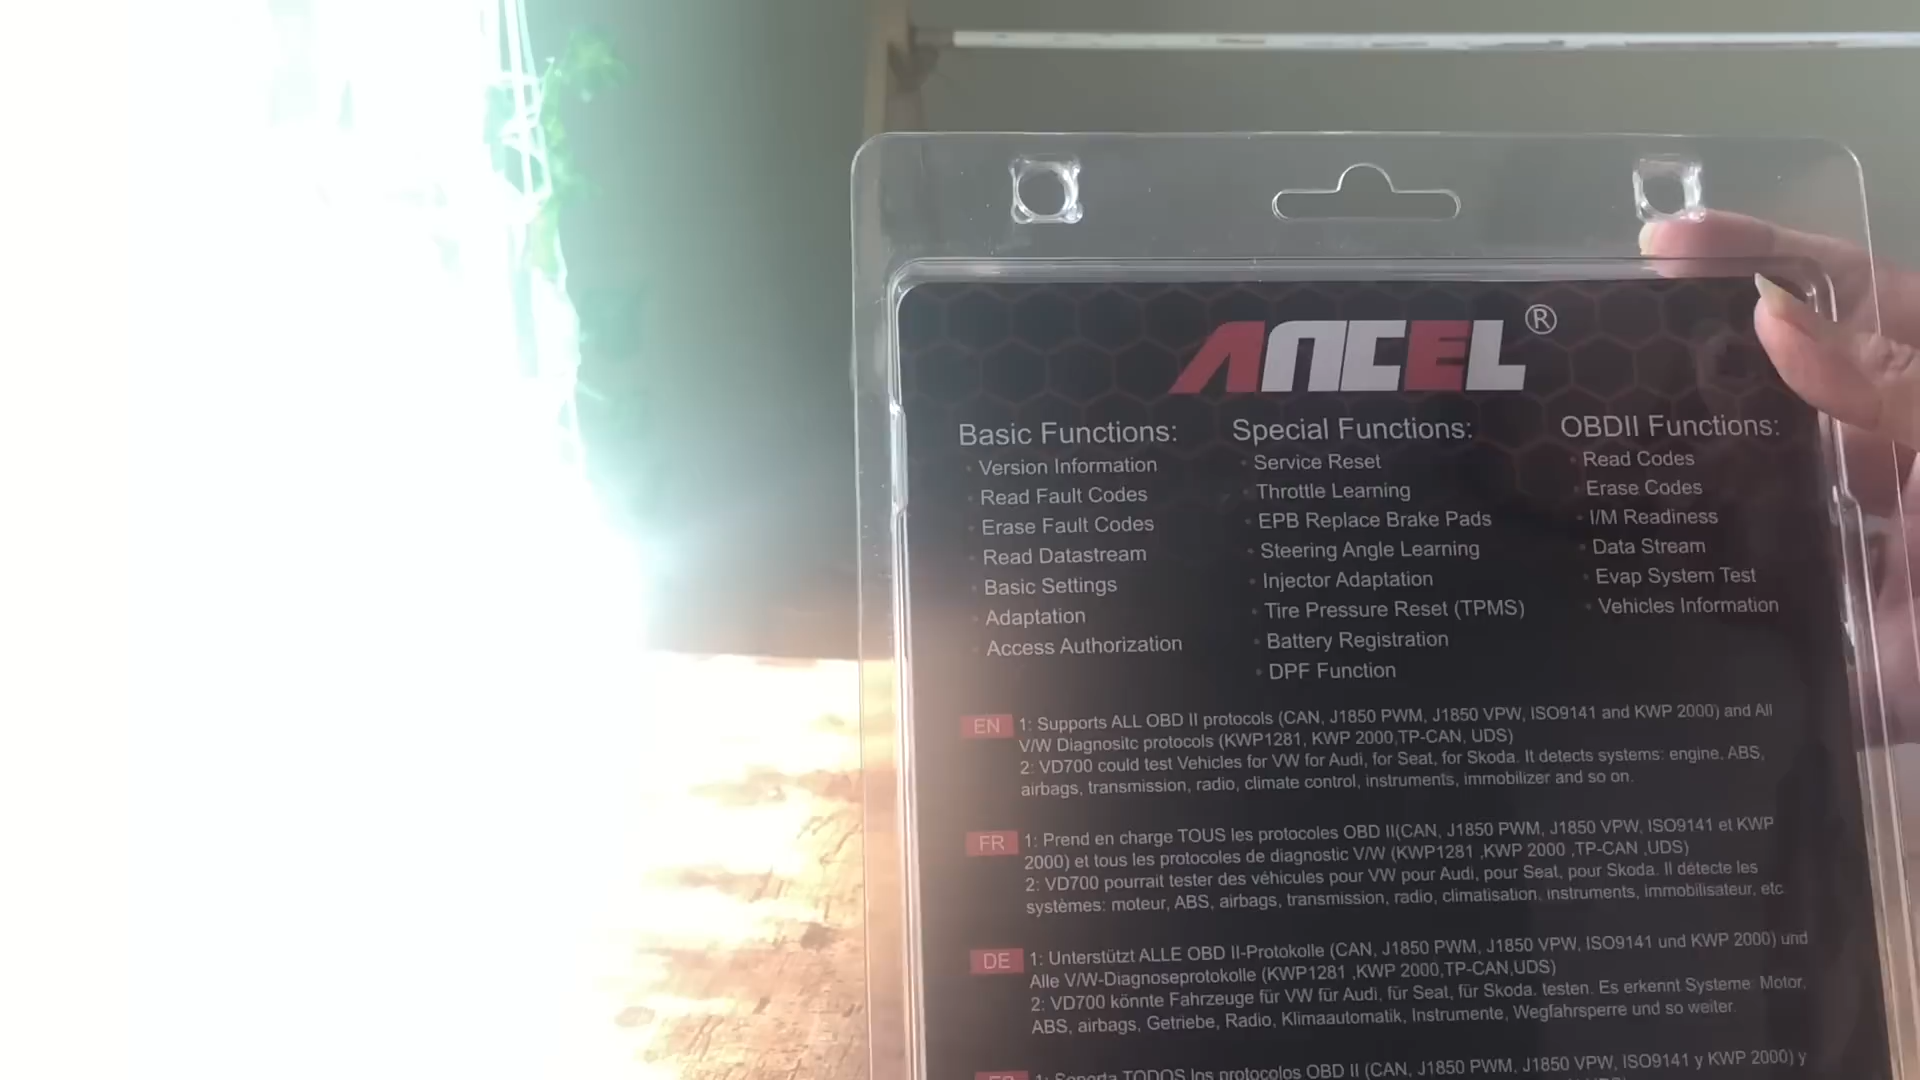 ANCEL®
Basic Functions:
Version Information
Read Fault Codes
Erase Fault Codes
Read Datastream
Basic Settings
Adaptation
Access Authorization
Special Functions:
Service Reset
Throttle Learning
EPB Replace Brake Pads
Steering Angle Learning
Injector Adaptation
Tire Pressure Reset (TPMS)
Battery Registration
DPF Function
OBDII Functions:
Read Codes
Erase Codes
I/M Readiness
Data Stream
Evap System Test
Vehicles Information
EN 1: Supports ALL OBD II protocols (CAN, J1850 PWM, J1850 VPW, ISO9141 and KWP 2000) and All
V/W Diagnositc protocols (KWP1281, KWP 2000,TP-CAN, UDS)
2: VD700 could test Vehicles for VW for Audi, for Seat, for Skoda. It detects systems: engine, ABS,
airbags, transmission, radio, climate control, instruments, immobilizer and so on.
FR 1: Prend en charge TOUS les protocoles OBD II(CAN, J1850 PWM, J1850 VPW, ISO9141 et KWP
2000) et tous les protocoles de diagnostic V/W (KWP1281 ,KWP 2000 ,TP-CAN ,UDS)
2: VD700 pourrait tester des véhicules pour VW pour Audi, pour Seat, pour Skoda. Il détecte les
systèmes: moteur, ABS, airbags, transmission, radio, climatisation, instruments, immobilisateur, etc
DE 1: Unterstützt ALLE OBD II-Protokolle (CAN, J1850 PWM, J1850 VPW, ISO9141 und KWP 2000) und
Alle V/W-Diagnoseprotokolle (KWP1281 ,KWP 2000,TP-CAN,UDS)
2: VD700 könnte Fahrzeuge für VW für Audi, für Seat, für Skoda. testen. Es erkennt Systeme: Motor,
ABS, airbags, Getriebe, Radio, Klimaautomatik, Instrumente, Wegfahrsperre und so weiter.
1: Soporta TODOS los protocolos OBD II (CAN, J1850 PWM, J1850 VPW, ISO9141 y KWP 2000) y